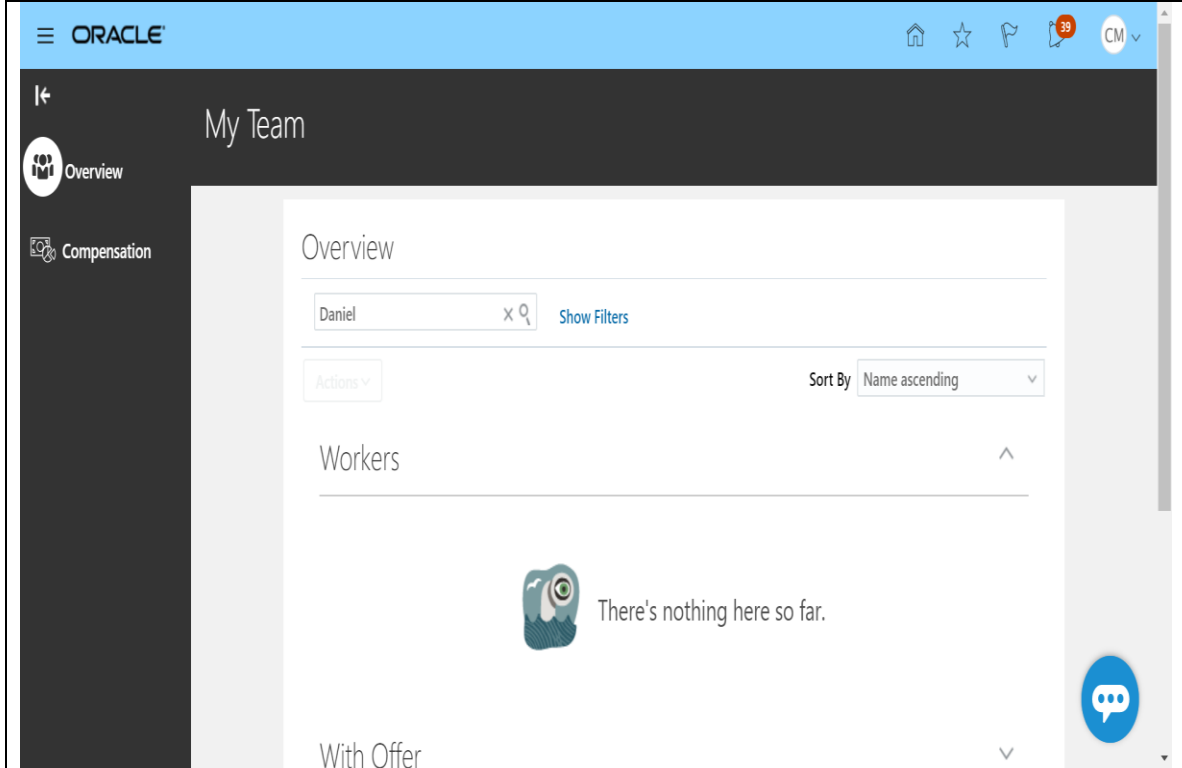 ORACLE
39
CM
My Team
Overview
Compensation
Overview
Daniel
Show Filters
Actions
Sort By Name ascending
Workers
There's nothing here so far.
With Offer